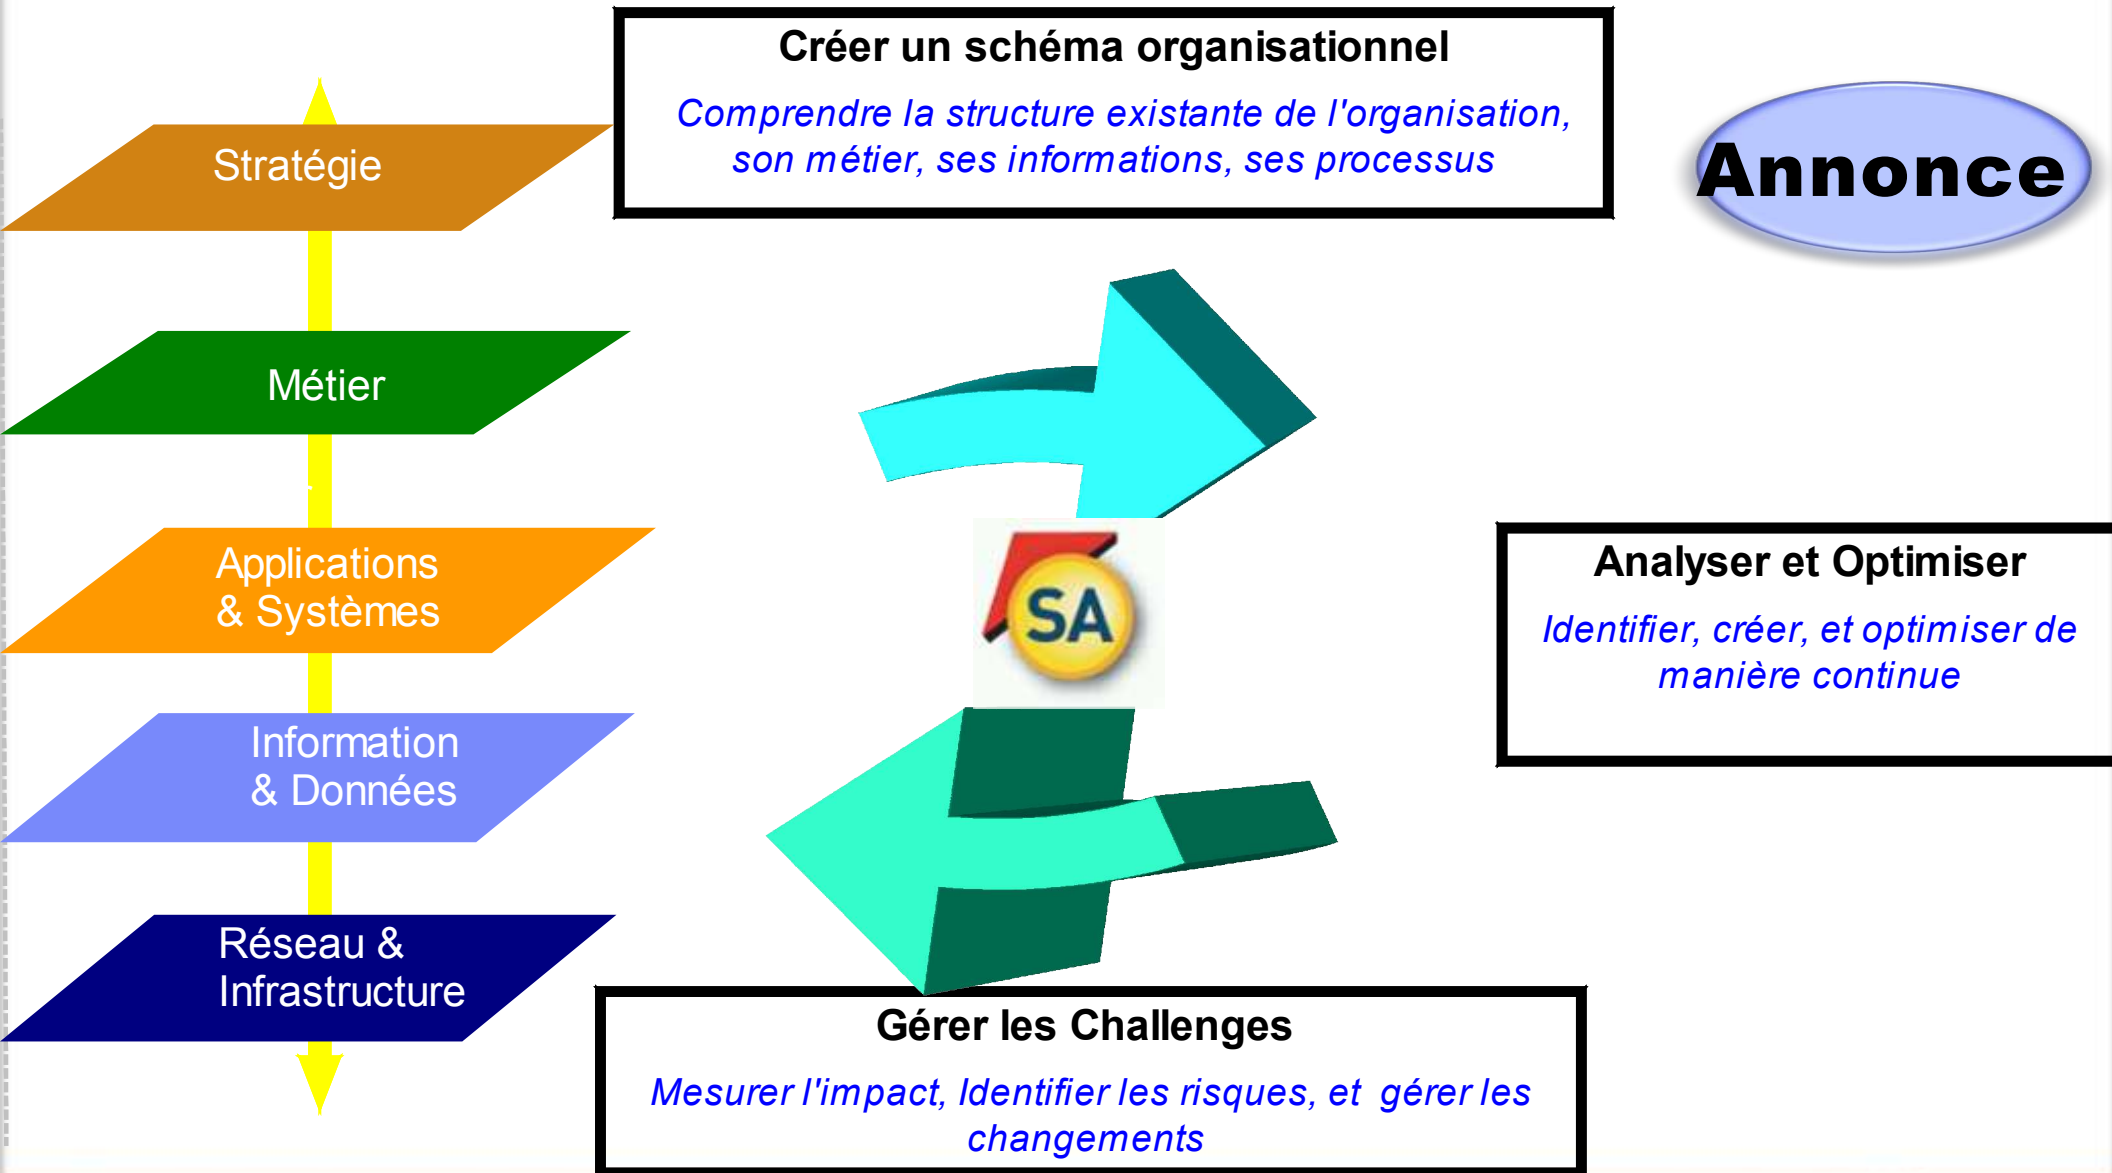 Créer un schéma organisationnel
Comprendre la structure existante de l'organisation,
son métier, ses informations, ses processus
Annonce
Stratégie
Métier
Applications
& Systèmes
Information
& Données
Réseau &
Infrastructure
SA
Analyser et Optimiser
Identifier, créer, et optimiser de
manière continue
Gérer les Challenges
Mesurer l'impact, Identifier les risques, et gérer les
changements